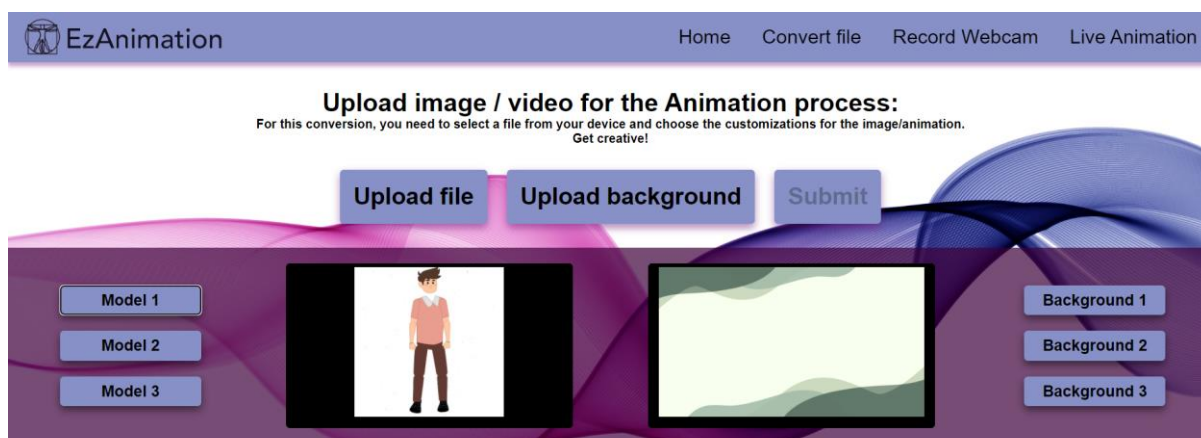 EzAnimation
Home Convert file Record Webcam Live Animation
Upload image / video for the Animation process:
For this conversion, you need to select a file from your device and choose the customizations for the image/animation.
Get creative!
Upload file Upload background Submit
Model 1
Model 2
Model 3
Background 1
Background 2
Background 3